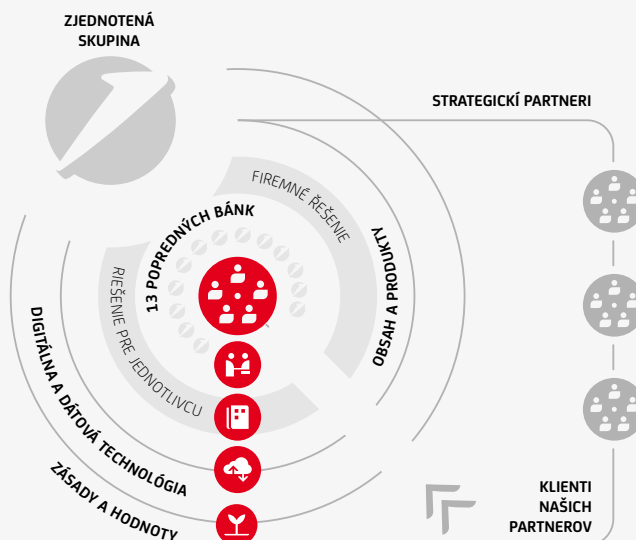 ZJEDNOTENÁ
SKUPINA
STRATEGICKÍ PARTNERI
FIREMNÉ ŘEŠENIE
13 POPREDNÝCH BÁNK
OBSAH A PRODUKTY
RIEŠENIE PRE JEDNOTLIVCU
DIGITÁLNA A DÁTOVÁ TECHNOLÓGIA
ZÁSADY A HODNOTY
KLIENTI
NAŠICH
PARTNEROV